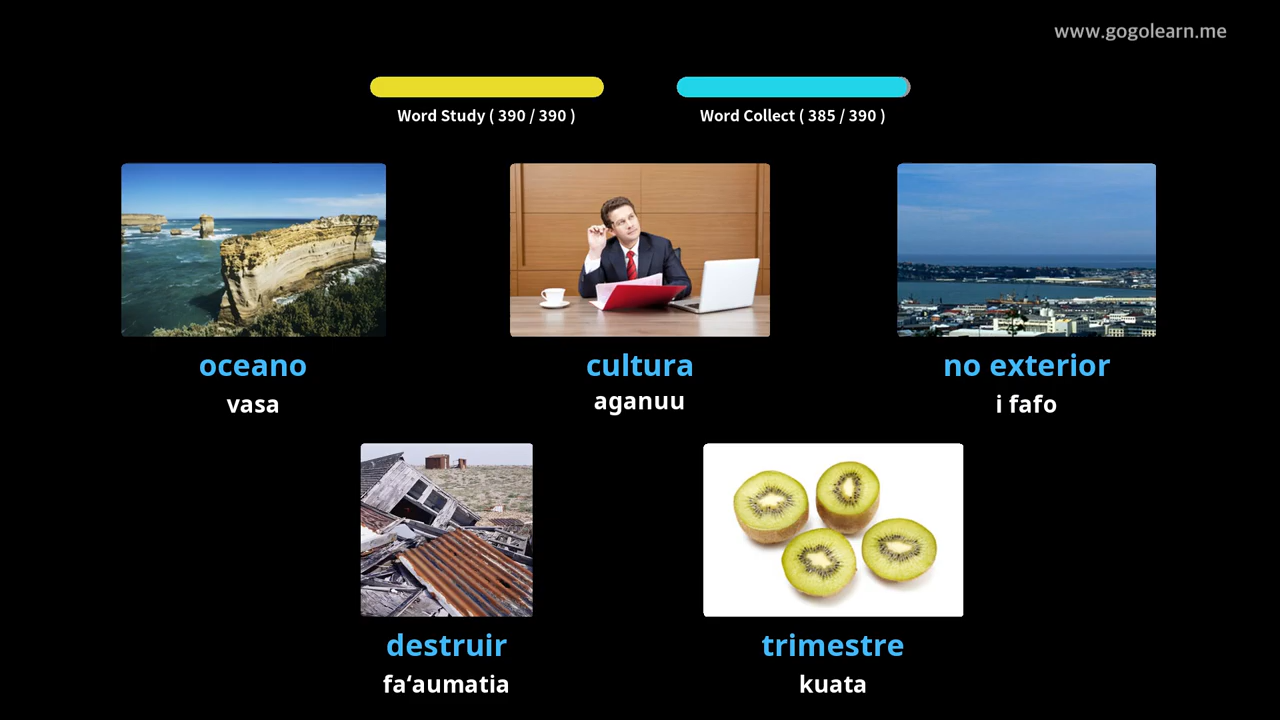 www.gogolearn.me
Word Study ( 390 / 390 )
Word Collect ( 385 / 390 )
oceano
vasa
cultura
aganuu
no exterior
i fafo
destruir
fa‘aumatia
trimestre
kuata